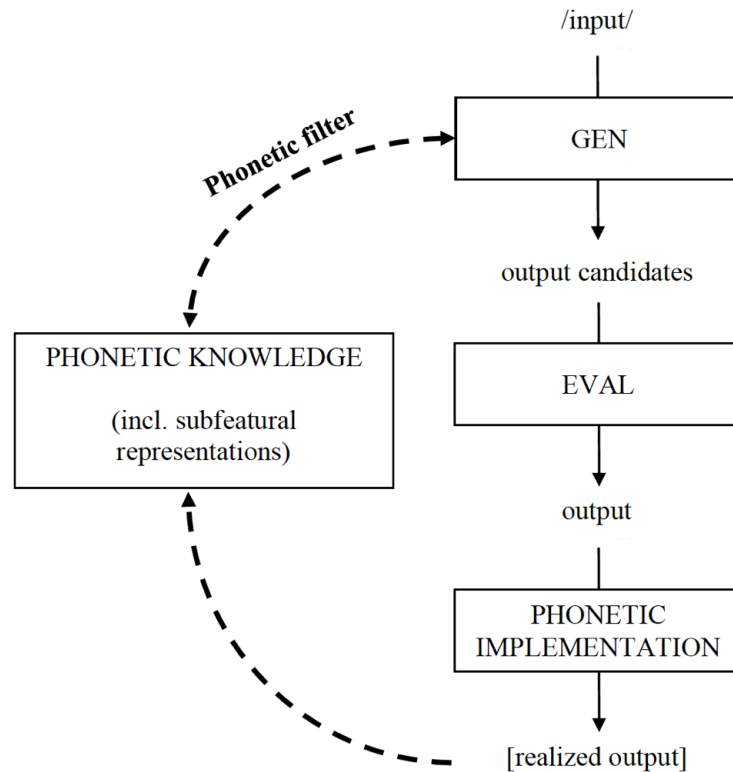 /input/
Phonetic filter
GEN
output candidates
PHONETIC KNOWLEDGE
(incl. subfeatural
representations)
EVAL
output
PHONETIC
IMPLEMENTATION
[realized output]